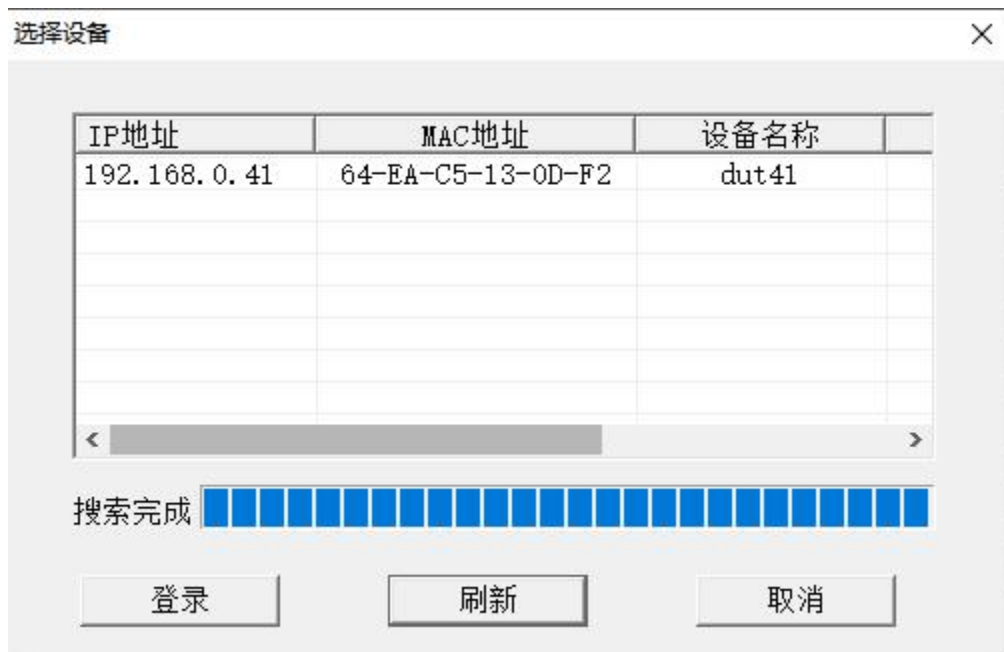 选择设备
IP地址 MAC地址 设备名称
192.168.0.41 64-EA-C5-13-0D-F2 dut41
搜索完成
登录 刷新 取消